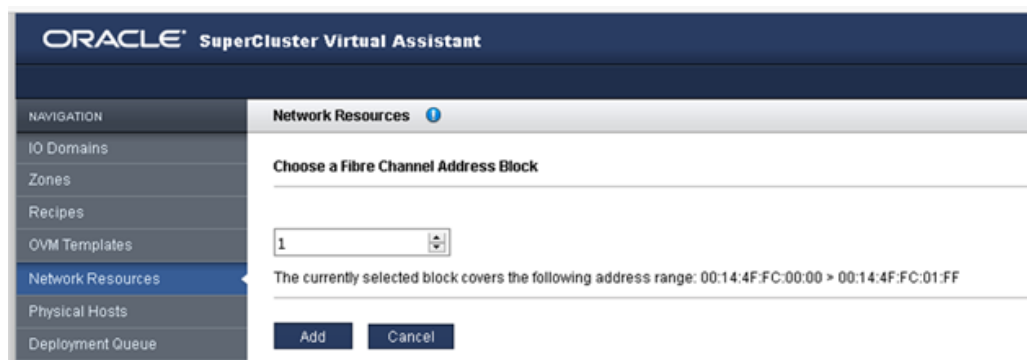 ORACLE' SuperCluster Virtual Assistant
NAVIGATION
Network Resources
IO Domains
Zones
Recipes
OVM Templates
Network Resources
Physical Hosts
Deployment Queue
Choose a Fibre Channel Address Block
1
The currently selected block covers the following address range: 00:14:4F:FC:00:00 > 00:14:4F:FC:01:FF
Add Cancel